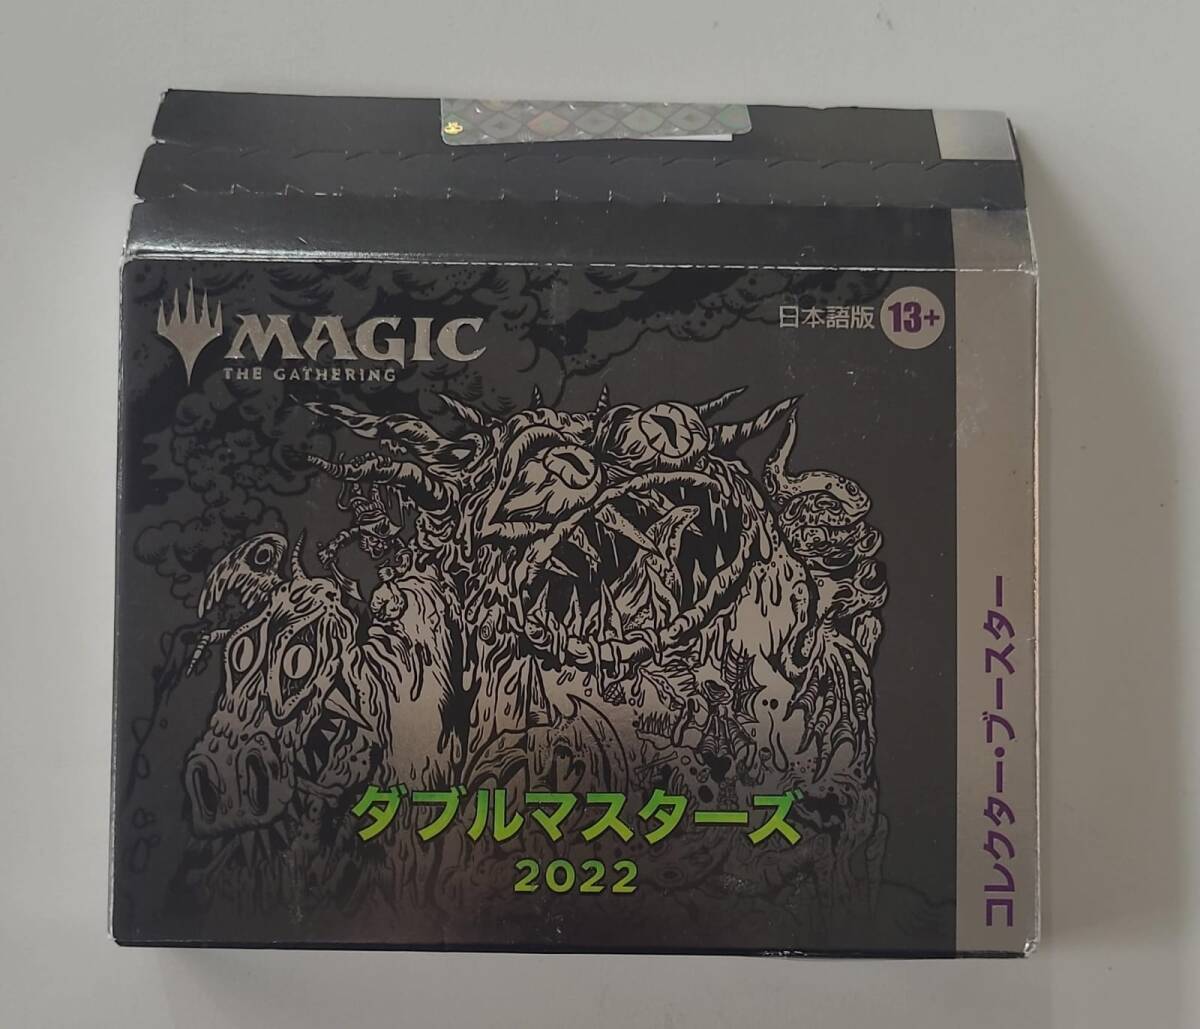 MAGIC
THE GATHERING
日本語版 13+
ダブルマスターズ
2022
コレクター・ブースター